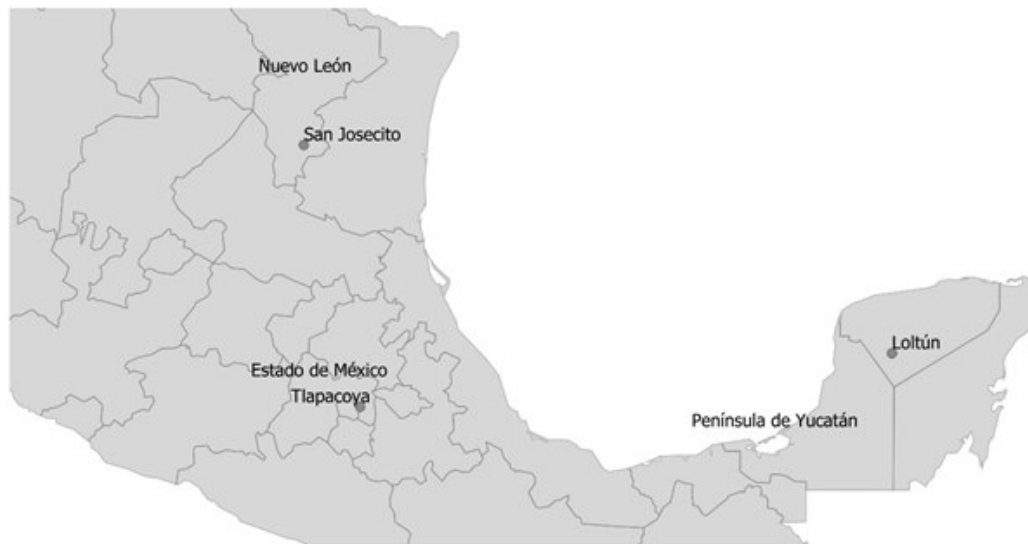 Nuevo León
San Josecito
Loltún
Estado de México
Tlapacoya
Península de Yucatán